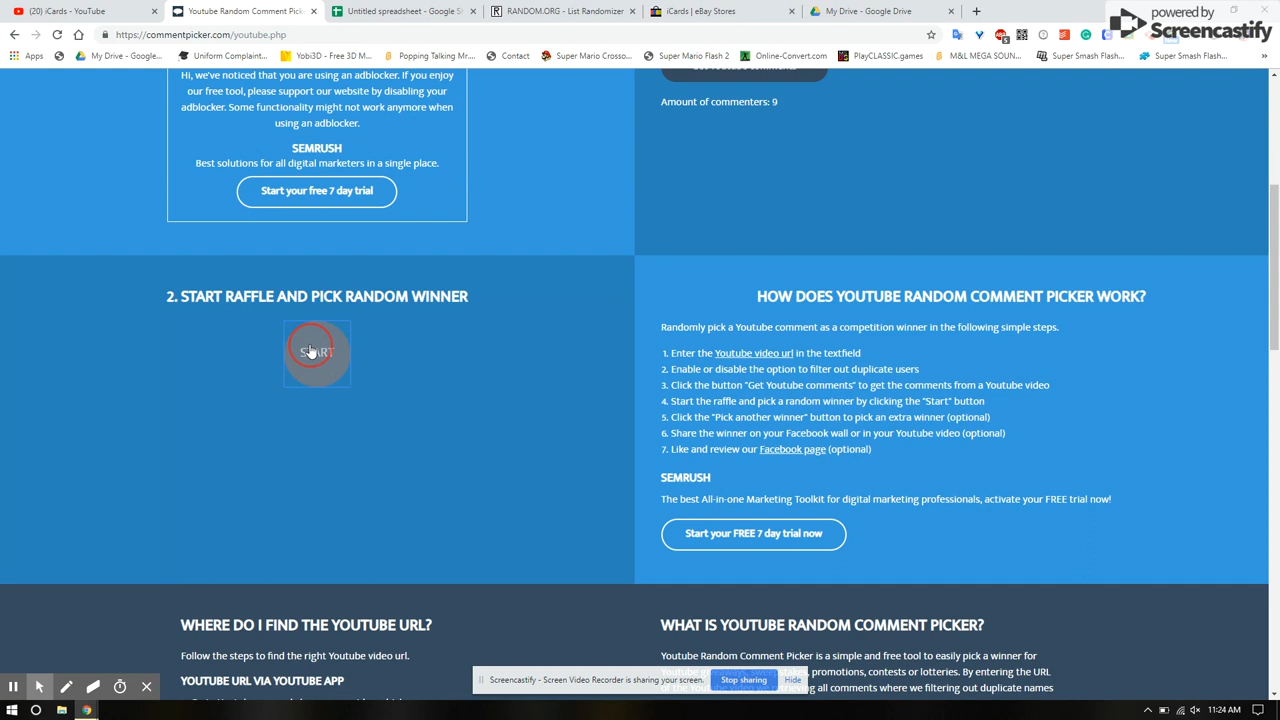 (20) iCards - YouTube
Youtube Random Comment Pick
Untitled spreadsheet - Google Sh
RANDOM.ORG - List Randomizer
iCards | eBay Stores
My Drive - Google Drive
powered by
Screencastify
https://commentpicker.com/youtube.php
Apps
My Drive - Google...
Uniform Complaint...
Yobi3D - Free 3D M...
Popping Tapping Mr...
Contact
Super Mario Crosso...
Super Mario Flash 2
Online-Convert.com
PlayCLASSIC.games
M&L MEGA SOUN...
Super Smash Flash...
Super Smash Flash...
Hi, we've noticed that you are using an adblocker. If you enjoy
our free tool, please support our website by disabling your
adblocker. Some functionality might not work anymore when
using an adblocker.
SEMRUSH
Best solutions for all digital marketers in a single place.
Start your free 7 day trial
Amount of commenters: 9
2. START RAFFLE AND PICK RANDOM WINNER
START
HOW DOES YOUTUBE RANDOM COMMENT PICKER WORK?
Randomly pick a Youtube comment as a competition winner in the following simple steps.
1. Enter the Youtube video url in the textfield
2. Enable or disable the option to filter out duplicate users
3. Click the button "Get Youtube comments" to get the comments from a Youtube video
4. Start the raffle and pick a random winner by clicking the "Start" button
5. Click the "Pick another winner" button to pick an extra winner (optional)
6. Share the winner on your Facebook wall or in your Youtube video (optional)
7. Like and review our Facebook page (optional)
SEMRUSH
The best All-in-one Marketing Toolkit for digital marketing professionals, activate your FREE trial now!
Start your FREE 7 day trial now
WHERE DO I FIND THE YOUTUBE URL?
Follow the steps to find the right Youtube video url.
YOUTUBE URL VIA YOUTUBE APP
WHAT IS YOUTUBE RANDOM COMMENT PICKER?
Youtube Random Comment Picker is a simple and free tool to easily pick a winner for
promotions, contests or lotteries. By entering the URL
all comments where we filtering out duplicate names
Screencastify - Screen Video Recorder is sharing your screen.
Stop sharing
Hide
11:24 AM